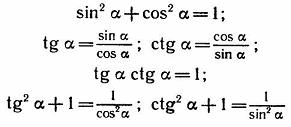 sin² α + cos² α = 1;
tg α = sin α / cos α ; ctg α = cos α / sin α ;
tg α ctg α = 1;
tg² α + 1 = 1 / cos² α ; ctg² α + 1 = 1 / sin² α